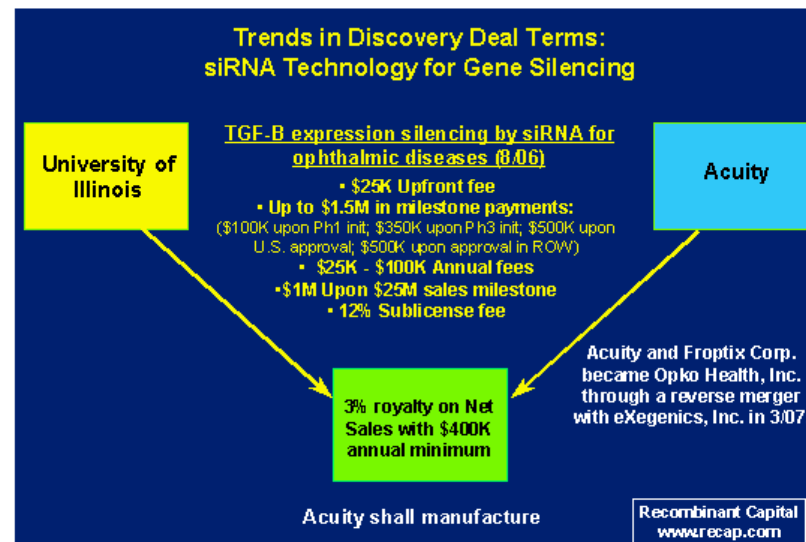 Trends in Discovery Deal Terms:
siRNA Technology for Gene Silencing
University of
Illinois
TGF-B expression silencing by siRNA for
ophthalmic diseases (8/06)
• $25K Upfront fee
• Up to $1.5M in milestone payments:
($100K upon Ph1 init; $350K upon Ph3 init; $500K upon
U.S. approval; $500K upon approval in ROW)
• $25K - $100K Annual fees
•$1M Upon $25M sales milestone
• 12% Sublicense fee
Acuity
3% royalty on Net
Sales with $400K
annual minimum
Acuity and Froptix Corp.
became Opko Health, Inc.
through a reverse merger
with eXegenics, Inc. in 3/07
Acuity shall manufacture
Recombinant Capital
www.recap.com